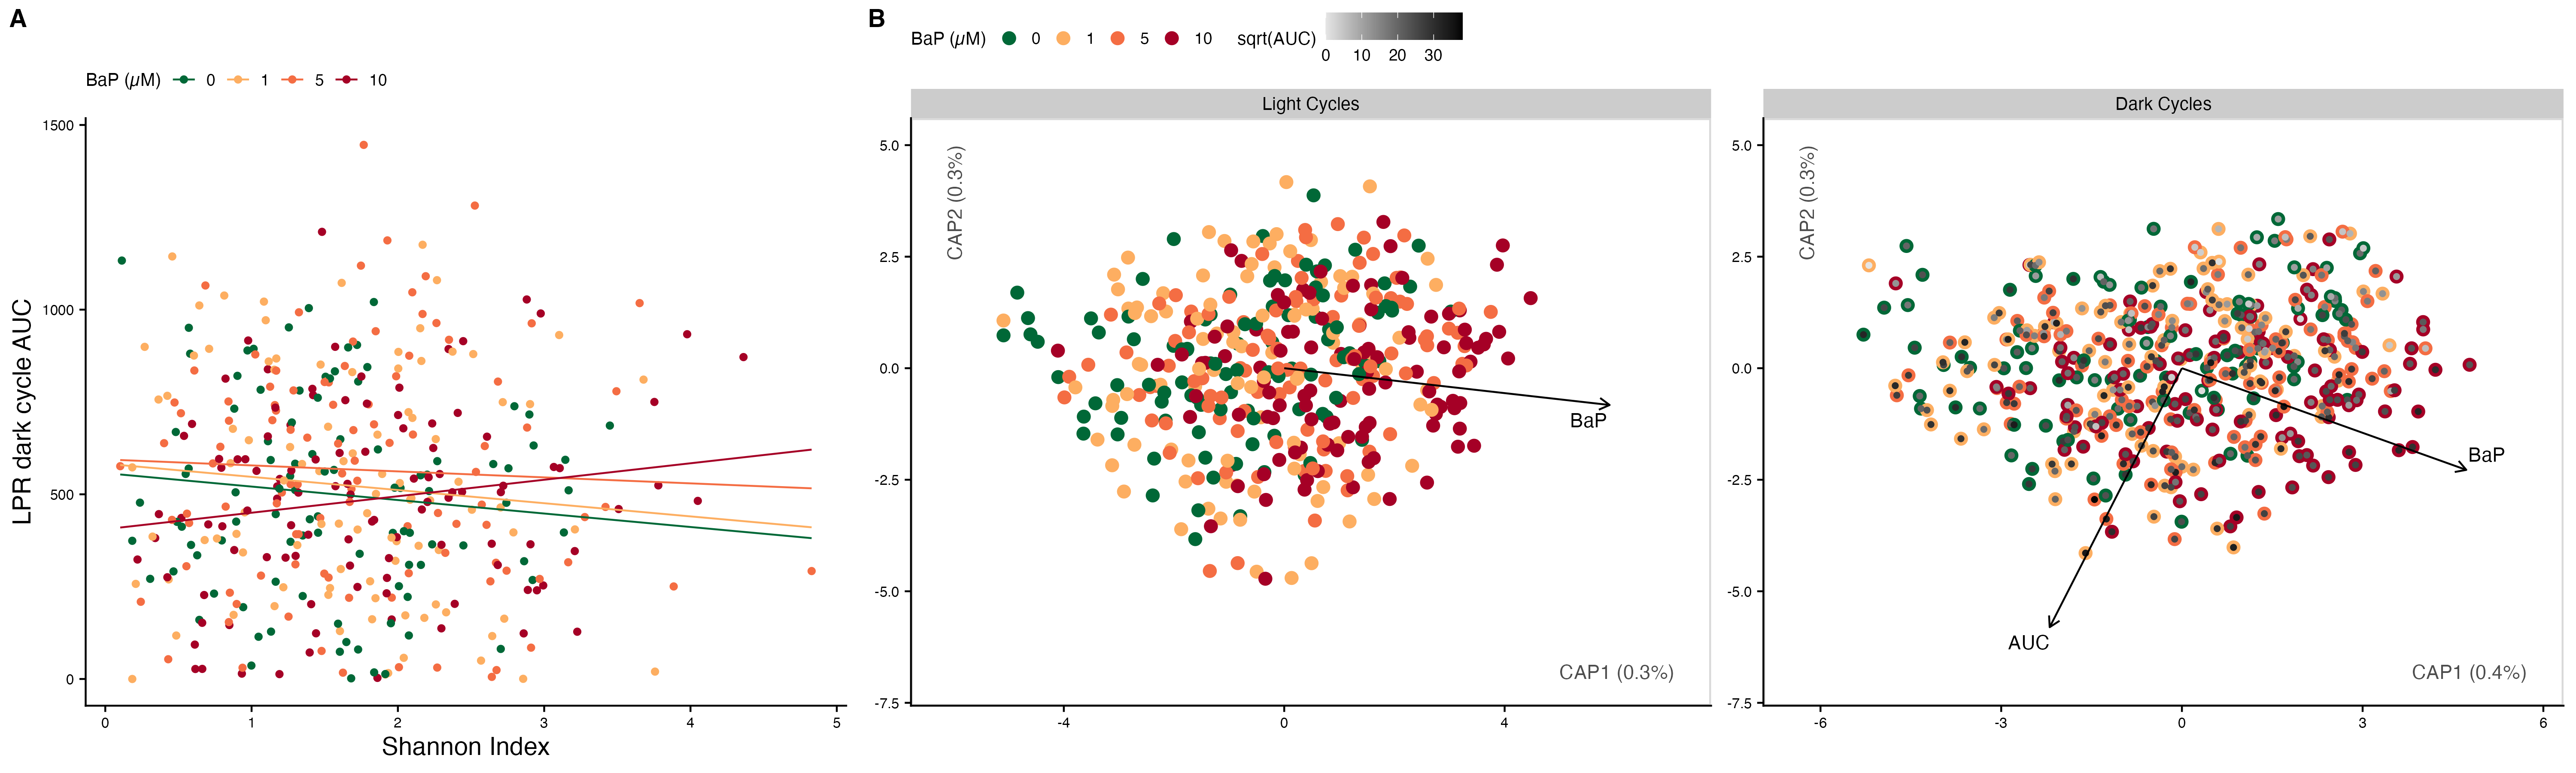 A
BaP (µM) 0 1 5 10
LPR dark cycle AUC
1500
1000
500
0
0 1 2 3 4 5
Shannon Index
B
BaP (µM) 0 1 5 10 sqrt(AUC)
0 10 20 30
Light Cycles
CAP2 (0.3%)
5.0
2.5
0.0
-2.5
-5.0
-7.5
BaP
CAP1 (0.3%)
-4 0 4
Dark Cycles
CAP2 (0.3%)
5.0
2.5
0.0
-2.5
-5.0
-7.5
BaP
AUC
CAP1 (0.4%)
-6 -3 0 3 6